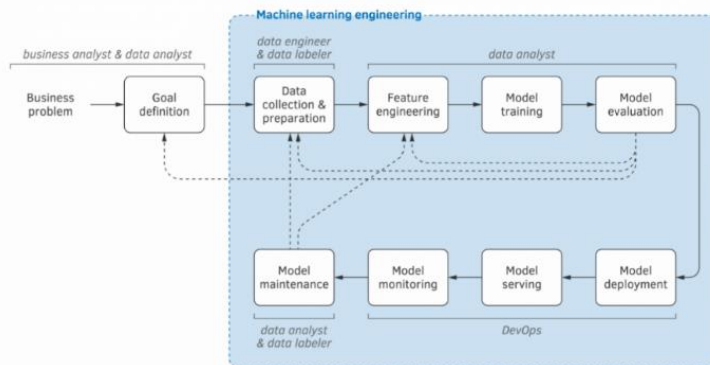 Machine learning engineering
business analyst & data analyst
data engineer
& data labeler
data analyst
Business
problem
Goal
definition
Data
collection &
preparation
Feature
engineering
Model
training
Model
evaluation
Model
maintenance
Model
monitoring
Model
serving
Model
deployment
data analyst
& data labeler
DevOps